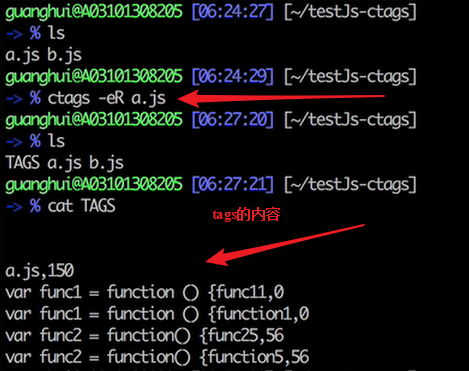 guanghui@A03101308205 [06:24:27] [~/testJs-ctags]
-> % ls
a.js b.js
guanghui@A03101308205 [06:24:29] [~/testJs-ctags]
-> % ctags -eR a.js
guanghui@A03101308205 [06:27:20] [~/testJs-ctags]
-> % ls
TAGS a.js b.js
guanghui@A03101308205 [06:27:21] [~/testJs-ctags]
-> % cat TAGS
tags的内容
a.js,150
var func1 = function () {func11,0
var func1 = function () {function1,0
var func2 = function() {func25,56
var func2 = function() {function5,56